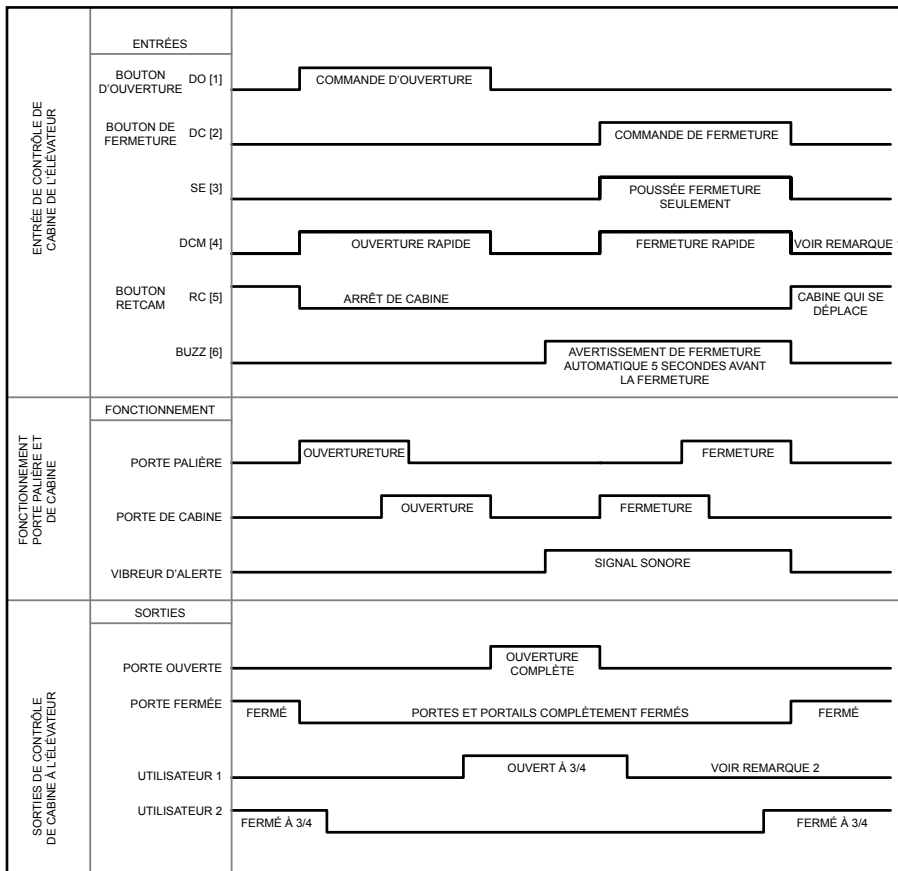 ENTRÉE DE CONTRÔLE DE
CABINE DE L'ÉLÉVATEUR
ENTRÉES
BOUTON
D'OUVERTURE
DO [1]
COMMANDE D'OUVERTURE
BOUTON DE
FERMETURE
DC [2]
COMMANDE DE FERMETURE
SE [3]
POUSSÉE FERMETURE
SEULEMENT
DCM [4]
OUVERTURE RAPIDE
FERMETURE RAPIDE
VOIR REMARQUE 1
BOUTON
RETCAM
RC [5]
ARRÊT DE CABINE
CABINE QUI SE
DÉPLACE
BUZZ [6]
AVERTISSEMENT DE FERMETURE
AUTOMATIQUE 5 SECONDES AVANT
LA FERMETURE
FONCTIONNEMENT
PORTE PALIÈRE ET
DE CABINE
FONCTIONNEMENT
PORTE PALIÈRE
OUVERTURETURE
FERMETURE
PORTE DE CABINE
OUVERTURE
FERMETURE
VIBREUR D'ALERTE
SIGNAL SONORE
SORTIES DE CONTRÔLE
DE CABINE À L'ÉLÉVATEUR
SORTIES
PORTE OUVERTE
OUVERTURE
COMPLÈTE
PORTE FERMÉE
FERMÉ
PORTES ET PORTAILS COMPLÈTEMENT FERMÉS
FERMÉ
UTILISATEUR 1
OUVERT À 3/4
VOIR REMARQUE 2
UTILISATEUR 2
FERMÉ À 3/4
FERMÉ À 3/4